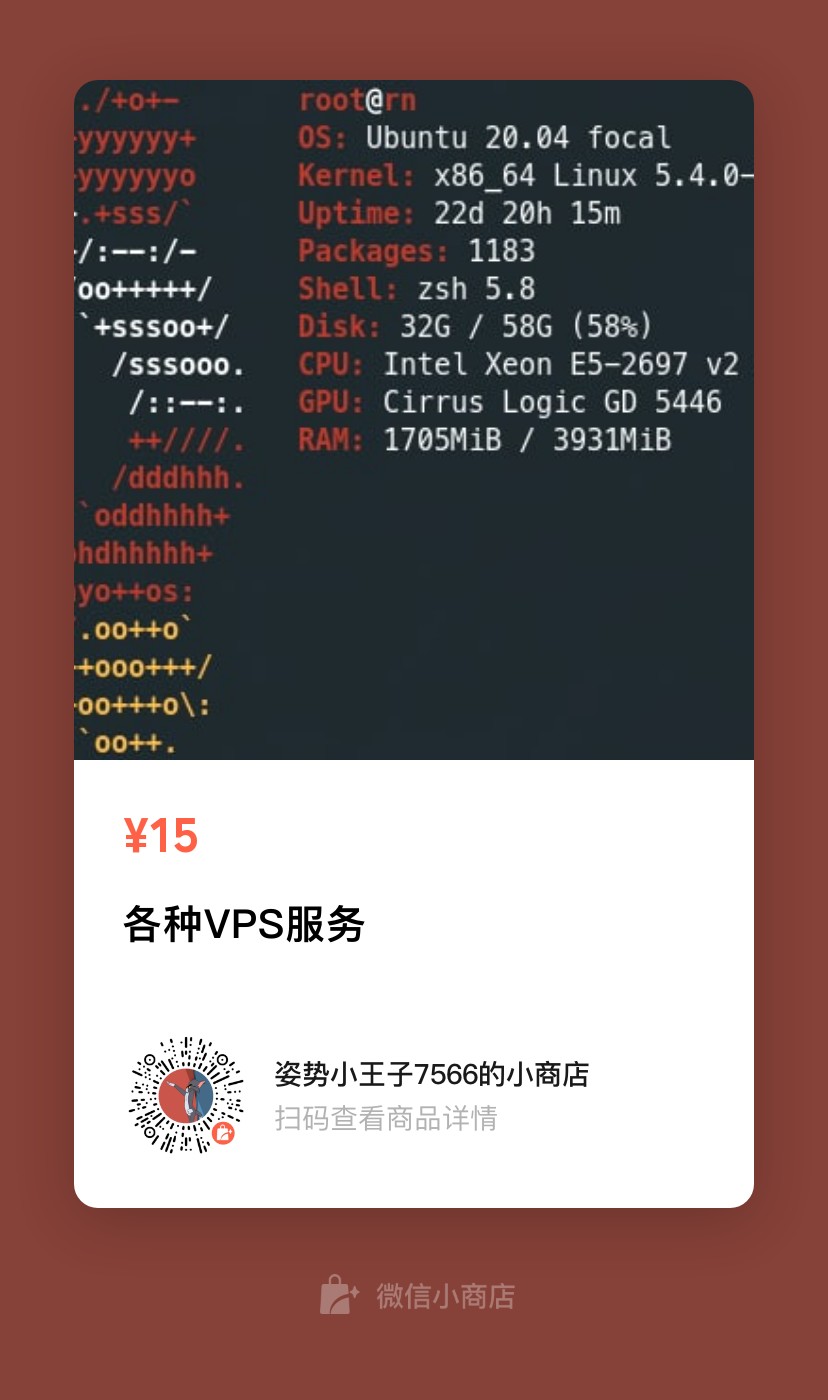 ./+o+-
root@rn
yyyyyy+
OS: Ubuntu 20.04 focal
yyyyyyo
Kernel: x86_64 Linux 5.4.0-
.+sss/`
Uptime: 22d 20h 15m
/:--:/-
Packages: 1183
oo+++++/
Shell: zsh 5.8
`+sssoo+/
Disk: 32G / 58G (58%)
/sssooo.
CPU: Intel Xeon E5-2697 v2
/::--:.
GPU: Cirrus Logic GD 5446
++////.
RAM: 1705MiB / 3931MiB
/dddhhh.
`oddhhhh+
hdhhhhh+
yo++os:
.oo++o`
+ooo+++/
oo+++o\:
`oo++.
¥15
各种VPS服务
姿势小王子7566的小商店
扫码查看商品详情
微信小商店